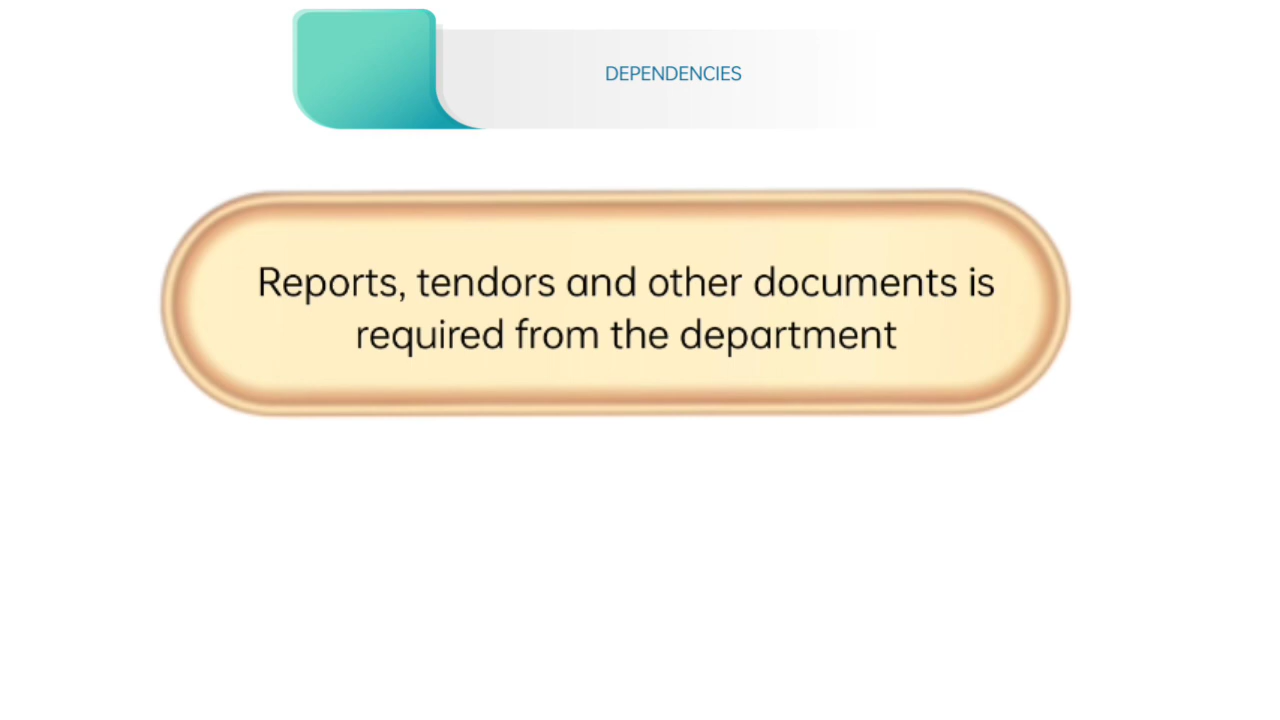 DEPENDENCIES
Reports, tendors and other documents is
required from the department